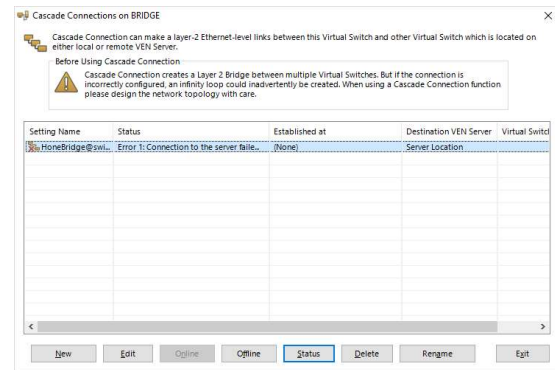 Cascade Connections on BRIDGE
Cascade Connection can make a layer-2 Ethernet-level links between this Virtual Switch and other Virtual Switch which is located on
either local or remote VEN Server.
Before Using Cascade Connection
Cascade Connection creates a Layer 2 Bridge between multiple Virtual Switches. But if the connection is
incorrectly configured, an infinity loop could inadvertently be created. When using a Cascade Connection function
please design the network topology with care.
Setting Name Status Established at Destination VEN Server Virtual Switcl
HoneBridge@swi... Error 1: Connection to the server faile... (None) Server Location
New Edit Online Offline Status Delete Rename Exit